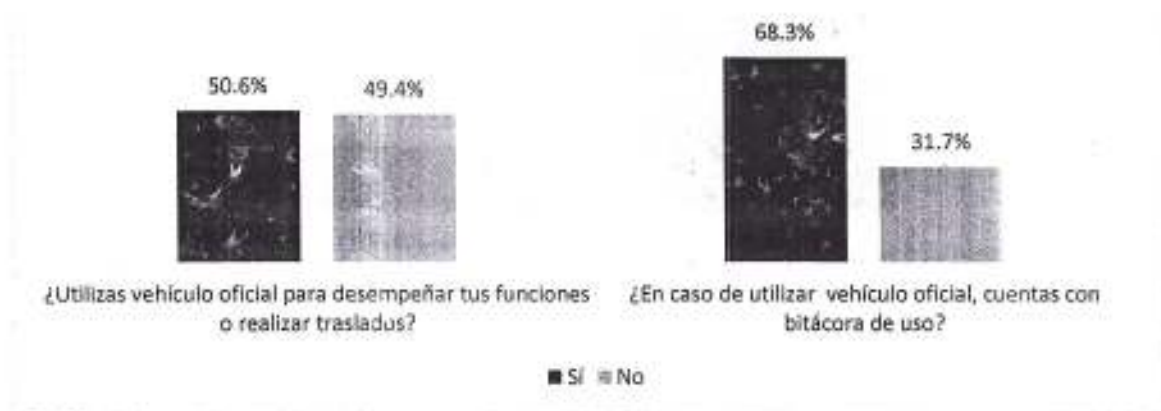 68.3%
50.6%
49.4%
31.7%
¿Utilizas vehículo oficial para desempeñar tus funciones
o realizar traslados?
¿En caso de utilizar vehículo oficial, cuentas con
bitácora de uso?
Sí No